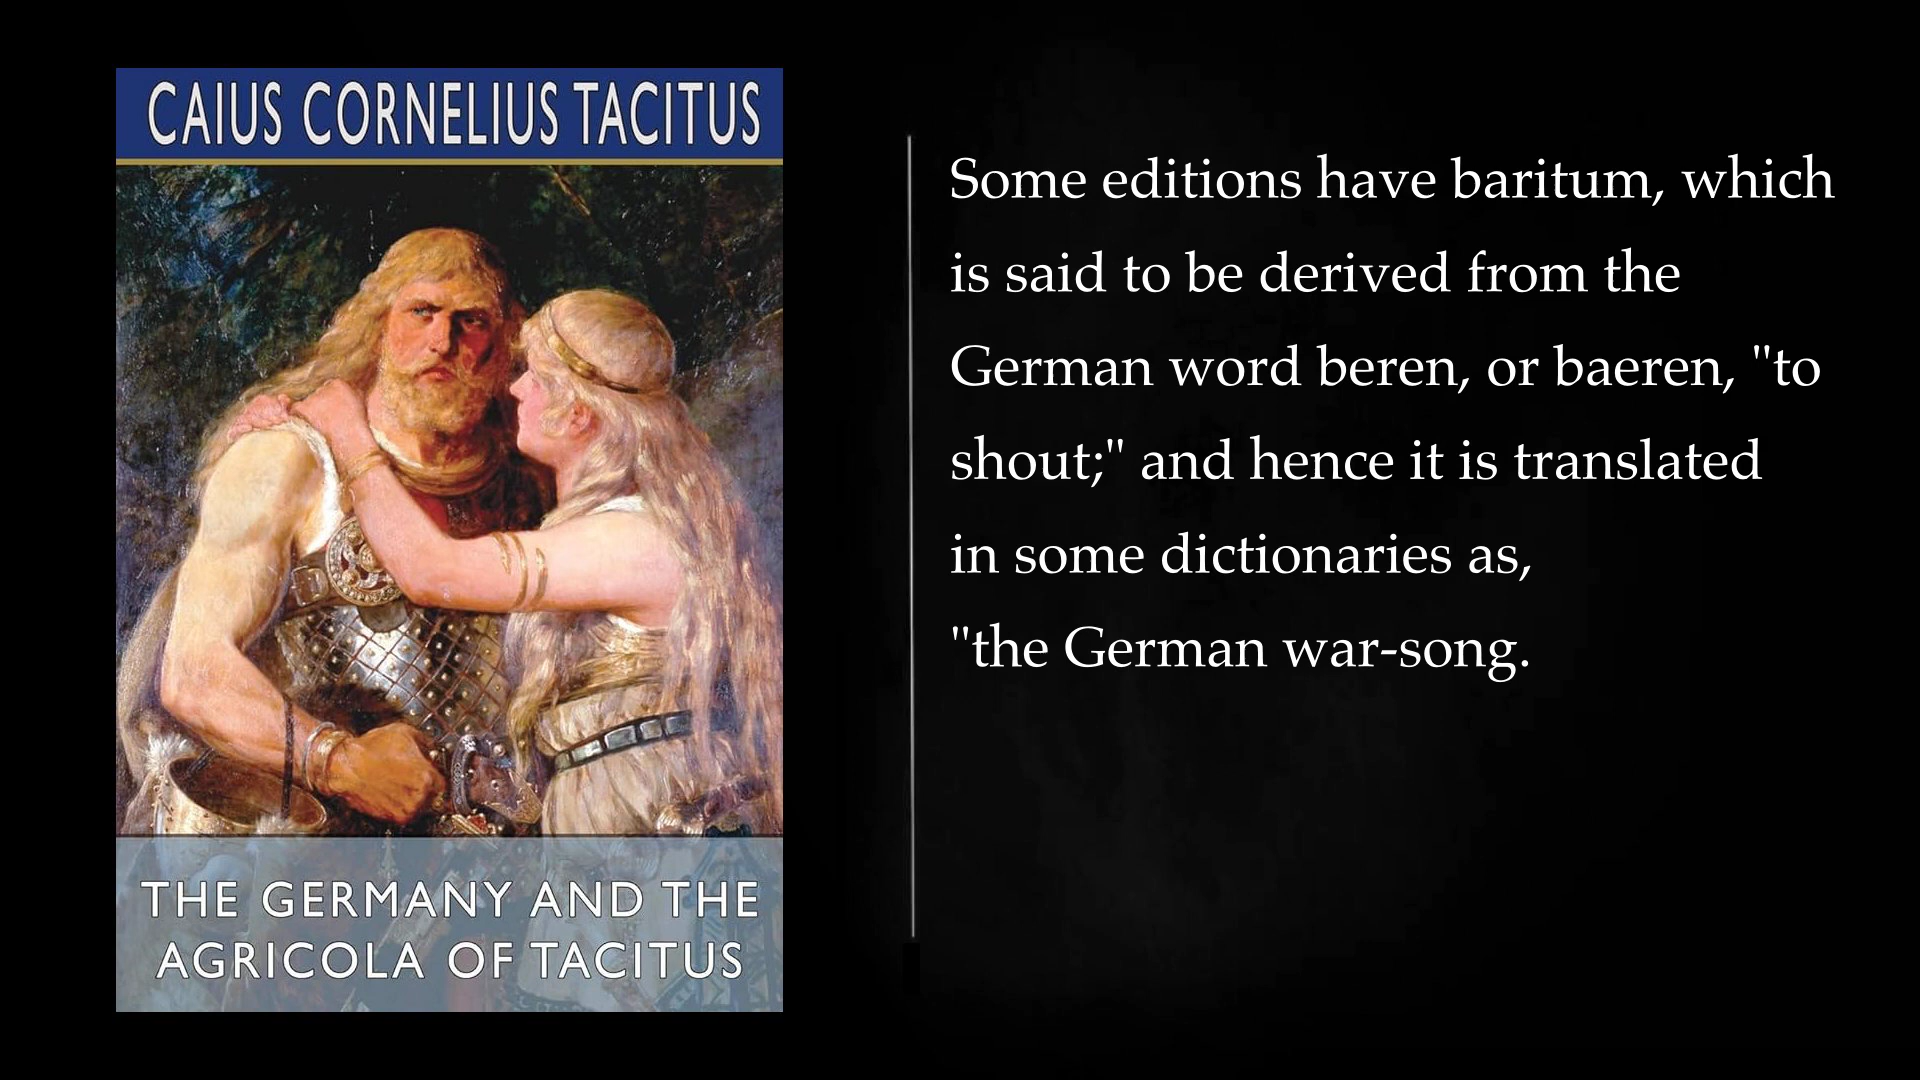 CAIUS CORNELIUS TACITUS
THE GERMANY AND THE
AGRICOLA OF TACITUS
Some editions have baritum, which
is said to be derived from the
German word beren, or baeren, "to
shout;" and hence it is translated
in some dictionaries as,
"the German war-song.